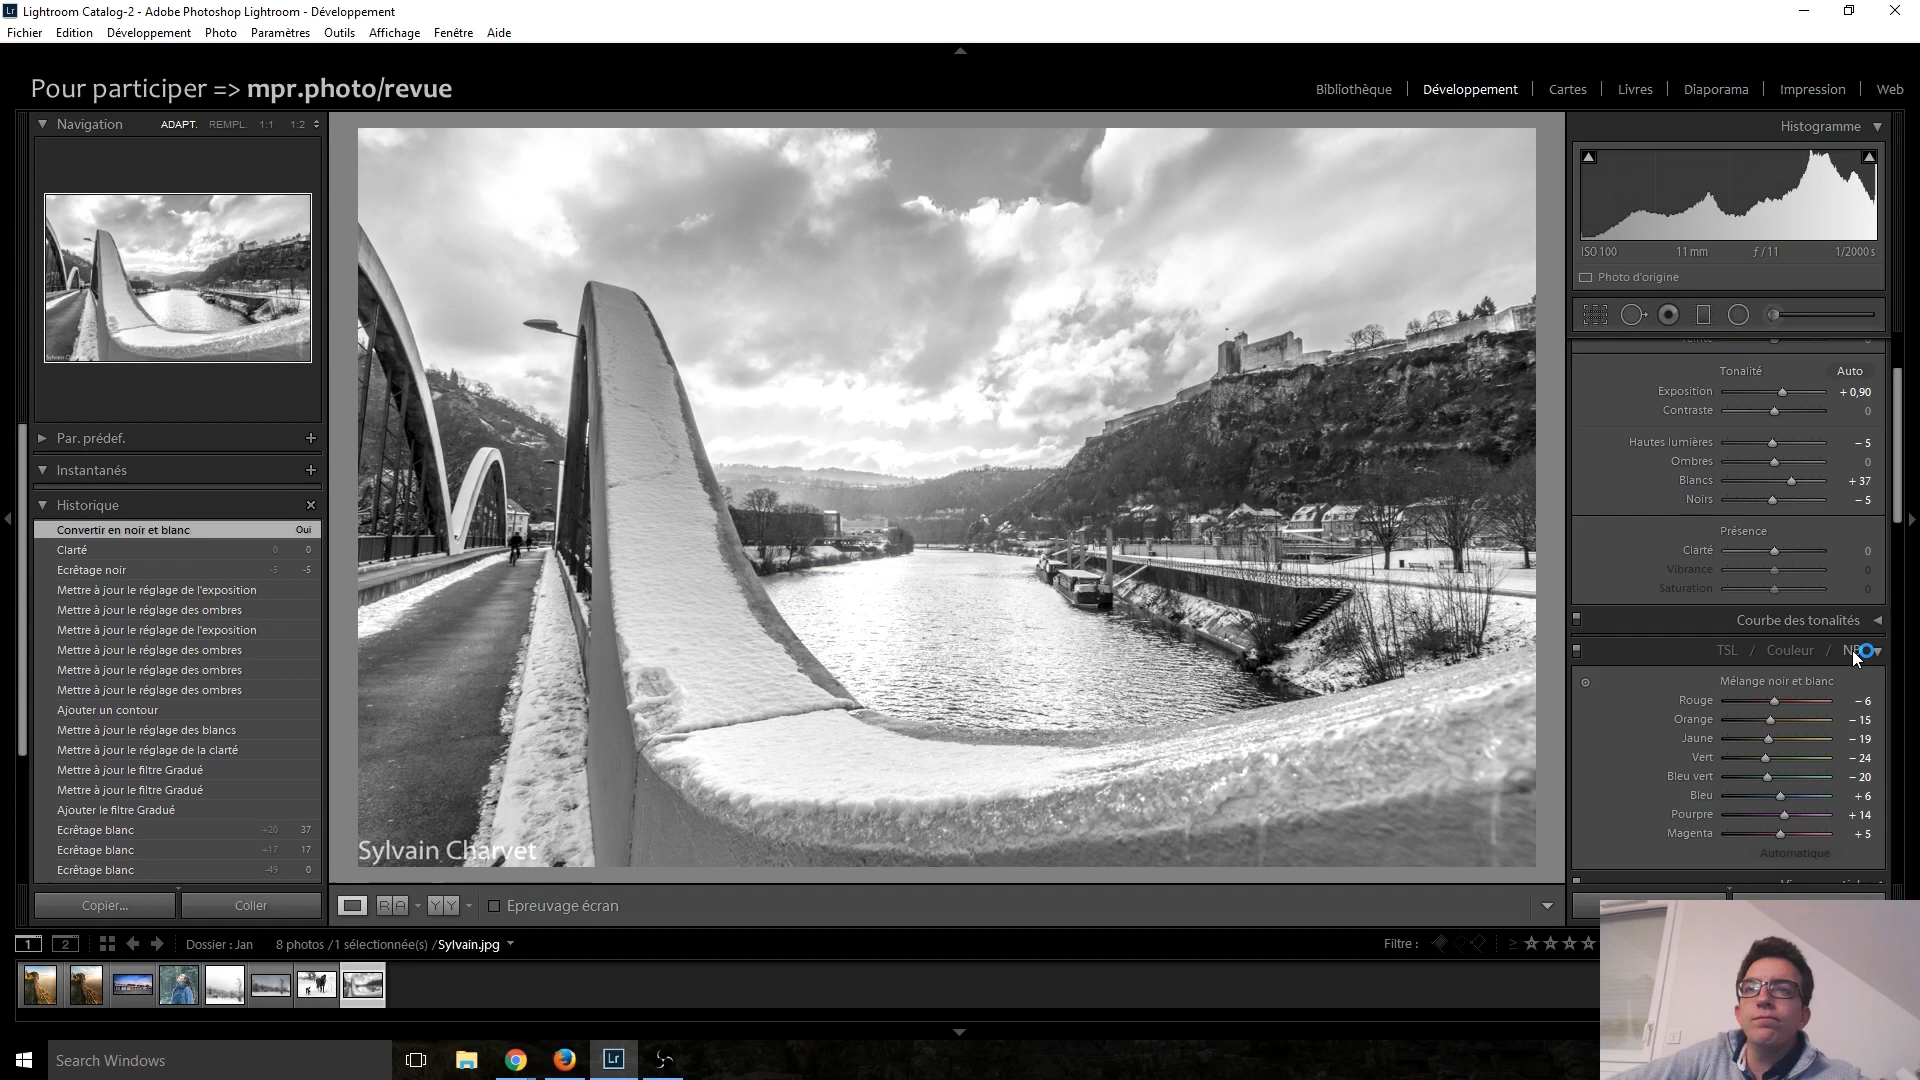 Lightroom Catalog-2 - Adobe Photoshop Lightroom - Développement
Fichier Edition Développement Photo Paramètres Outils Affichage Fenêtre Aide
Pour participer => mpr.photo/revue
Bibliothèque | Développement | Cartes | Livres | Diaporama | Impression | Web
Navigation ADAPT. REMPL. 1:1 1:2
Par. prédef.
Instantanés
Historique
Convertir en noir et blanc Oui
Clarté 0 0
Ecrêtage noir -5 -5
Mettre à jour le réglage de l'exposition
Mettre à jour le réglage des ombres
Mettre à jour le réglage de l'exposition
Mettre à jour le réglage des ombres
Mettre à jour le réglage des ombres
Mettre à jour le réglage des ombres
Ajouter un contour
Mettre à jour le réglage des blancs
Mettre à jour le réglage de la clarté
Mettre à jour le filtre Gradué
Mettre à jour le filtre Gradué
Ajouter le filtre Gradué
Ecrêtage blanc +20 37
Ecrêtage blanc +17 17
Ecrêtage blanc -49 0
Copier... Coller
Sylvain Charvet
Histogramme
ISO 100 11 mm ƒ / 11 1/2000 s
Photo d'origine
Tonalité Auto
Exposition + 0,90
Contraste 0
Hautes lumières – 5
Ombres 0
Blancs + 37
Noirs – 5
Présence
Clarté 0
Vibrance 0
Saturation 0
Courbe des tonalités
TSL / Couleur /
Mélange noir et blanc
Rouge – 6
Orange – 15
Jaune – 19
Vert – 24
Bleu vert – 20
Bleu + 6
Pourpre + 14
Magenta + 5
Automatique
R A Y Y Epreuvage écran
1 2 Dossier : Jan 8 photos /1 sélectionnée(s) /Sylvain.jpg Filtre : ≥
Search Windows Lr